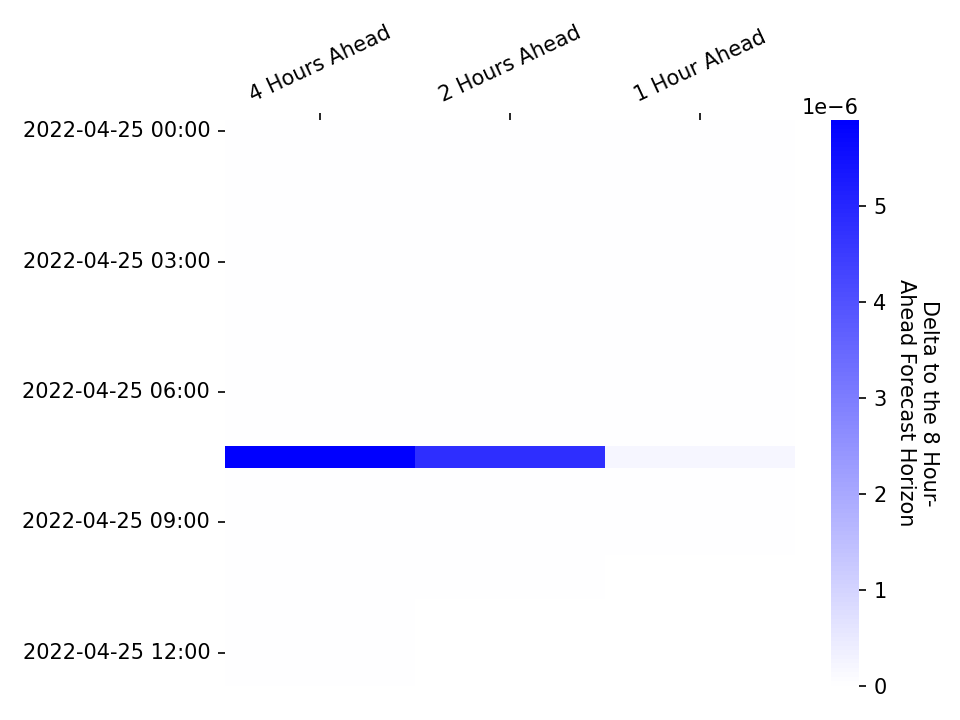 4 Hours Ahead
2 Hours Ahead
1 Hour Ahead
2022-04-25 00:00
2022-04-25 03:00
2022-04-25 06:00
2022-04-25 09:00
2022-04-25 12:00
1e−6
5
4
3
2
1
0
Delta to the 8 Hour-
Ahead Forecast Horizon